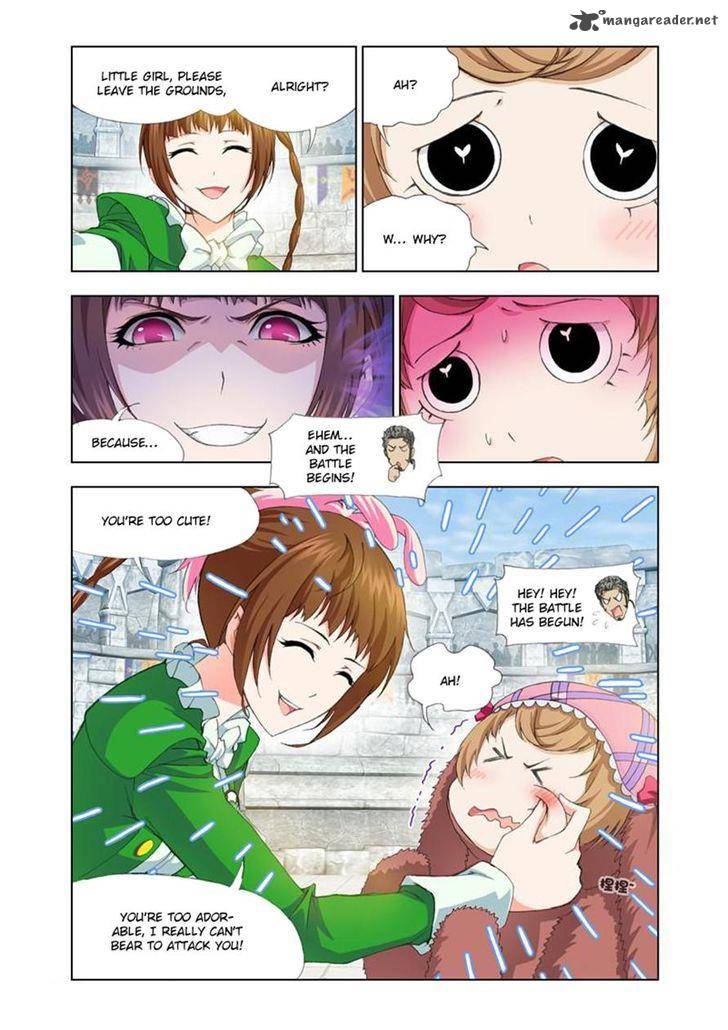 mangareader.net
LITTLE GIRL, PLEASE
LEAVE THE GROUNDS,
ALRIGHT?
AH?
W... WHY?
BECAUSE...
EHEM...
AND THE
BATTLE
BEGINS!
YOU'RE TOO CUTE!
HEY! HEY!
THE BATTLE
HAS BEGUN!
AH!
捏捏~
YOU'RE TOO ADOR-
ABLE, I REALLY CAN'T
BEAR TO ATTACK YOU!